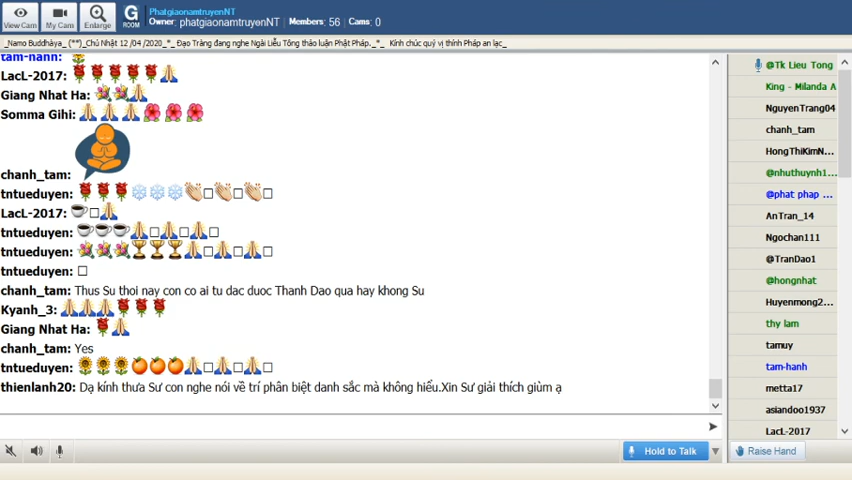 View Cam
My Cam
Enlarge
G
ROOM
PhatgiaonamtruyenNT
Owner: phatgiaonamtruyenNT | Members: 56 | Cams: 0
_Namo Buddhàya_ (**)_Chủ Nhật 12 /04 /2020_*_ Đạo Tràng đang nghe Ngài Liễu Tông thảo luận Phật Pháp._*_ Kính chúc quý vị thính Pháp an lạc_
tam-hanh:
LacL-2017:
Giang Nhat Ha:
Somma Gihi:
chanh_tam:
tntueduyen:
LacL-2017:
tntueduyen:
tntueduyen:
tntueduyen:
chanh_tam: Thus Su thoi nay con co ai tu dac duoc Thanh Dao qua hay khong Su
Kyanh_3:
Giang Nhat Ha:
chanh_tam: Yes
tntueduyen:
thienlanh20: Dạ kính thưa Sư con nghe nói về trí phân biệt danh sắc mà không hiểu.Xin Sư giải thích giùm ạ
@Tk Lieu Tong
King - Milanda A
NguyenTrang04
chanh_tam
HongThiKimN...
@nhuthuynh1...
@phat phap ...
AnTran_14
Ngochan111
@TranDao1
@hongnhat
Huyenmong2...
thy lam
tamuy
tam-hanh
metta17
asiandoo1937
LacL-2017
Hold to Talk
Raise Hand